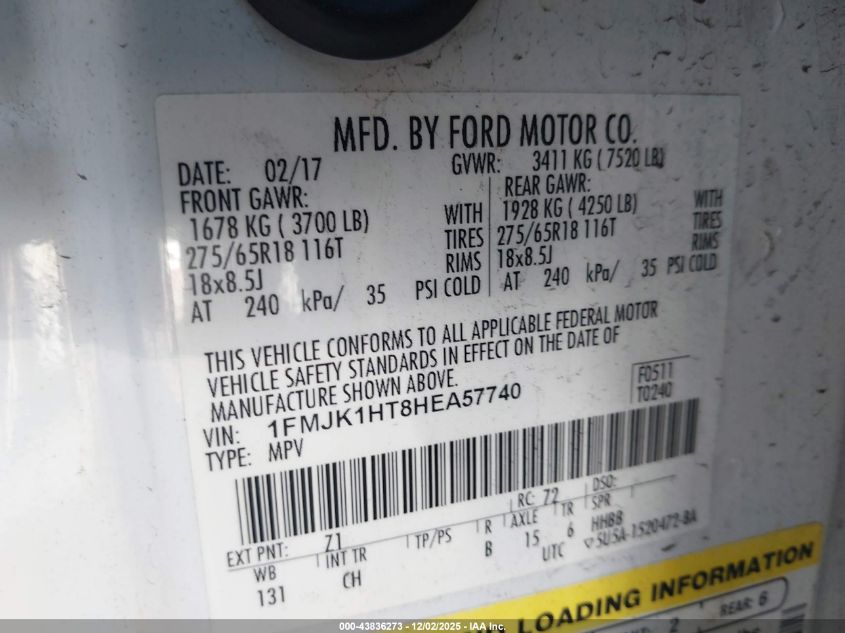 MFD. BY FORD MOTOR CO.
DATE: 02/17 GVWR: 3411 KG ( 7520 LB)
FRONT GAWR: REAR GAWR:
1678 KG ( 3700 LB) WITH 1928 KG ( 4250 LB) WITH
275/65R18 116T TIRES 275/65R18 116T TIRES
18x8.5J RIMS 18x8.5J RIMS
AT 240 kPa/ 35 PSI COLD AT 240 kPa/ 35 PSI COLD
THIS VEHICLE CONFORMS TO ALL APPLICABLE FEDERAL MOTOR
VEHICLE SAFETY STANDARDS IN EFFECT ON THE DATE OF
MANUFACTURE SHOWN ABOVE.
F0511
T0240
VIN: 1FMJK1HT8HEA57740
TYPE: MPV
RC: 72 DSO:
EXT PNT: Z1
WB INT TR TP/PS R AXLE TR SPR
131 CH B 15 6 HHBB
UTC ▽5U5A-1520472-BA
LOADING INFORMATION
2 REAR: 6
000-43836273 - 12/02/2025 - IAA Inc.